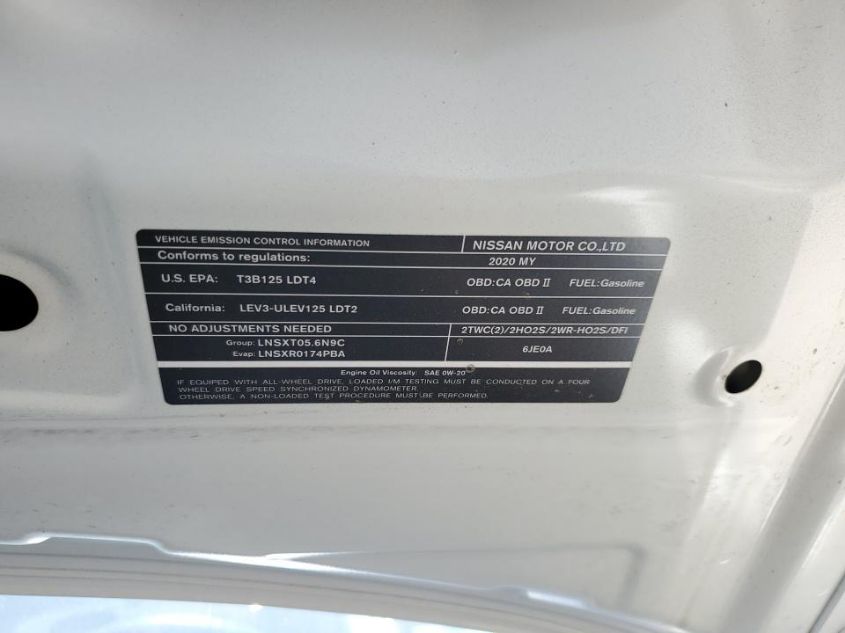 VEHICLE EMISSION CONTROL INFORMATION NISSAN MOTOR CO.,LTD
Conforms to regulations: 2020 MY
U.S. EPA: T3B125 LDT4 OBD:CA OBD II FUEL:Gasoline
California: LEV3-ULEV125 LDT2 OBD:CA OBD II FUEL:Gasoline
NO ADJUSTMENTS NEEDED 2TWC(2)/2HO2S/2WR-HO2S/DFI
Group: LNSXT05.6N9C
Evap: LNSXR0174PBA 6JE0A
Engine Oil Viscosity: SAE 0W-20
IF EQUIPED WITH ALL-WHEEL DRIVE, LOADED I/M TESTING MUST BE CONDUCTED ON A FOUR
WHEEL DRIVE SPEED SYNCHRONIZED DYNAMOMETER.
OTHERWISE, A NON-LOADED TEST PROCEDURE MUST BE PERFORMED.